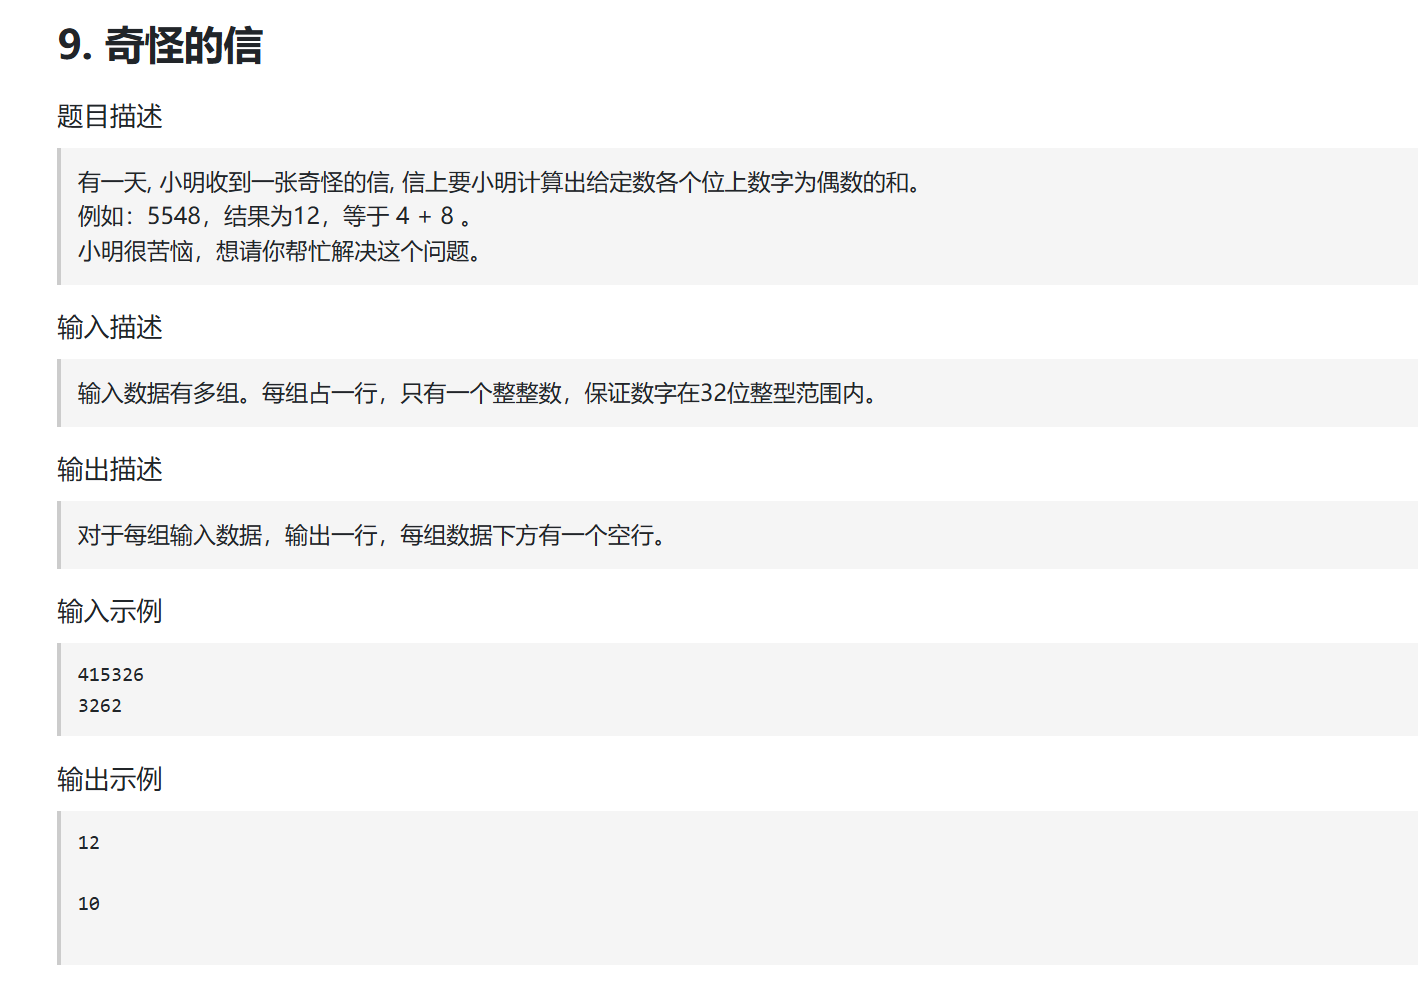 9. 奇怪的信
题目描述
有一天, 小明收到一张奇怪的信, 信上要小明计算出给定数各个位上数字为偶数的和。
例如：5548，结果为12，等于 4 + 8 。
小明很苦恼，想请你帮忙解决这个问题。
输入描述
输入数据有多组。每组占一行，只有一个整整数，保证数字在32位整型范围内。
输出描述
对于每组输入数据，输出一行，每组数据下方有一个空行。
输入示例
415326
3262
输出示例
12
10